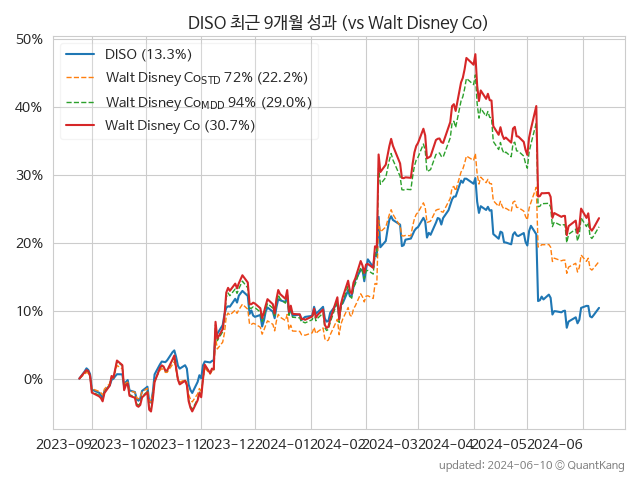 DISO 최근 9개월 성과 (vs Walt Disney Co)
50%
40%
30%
20%
10%
0%
DISO (13.3%)
Walt Disney CoSTD 72% (22.2%)
Walt Disney CoMDD 94% (29.0%)
Walt Disney Co (30.7%)
2023-09 2023-10 2023-11 2023-12 2024-01 2024-02 2024-03 2024-04 2024-05 2024-06
updated: 2024-06-10 © QuantKang